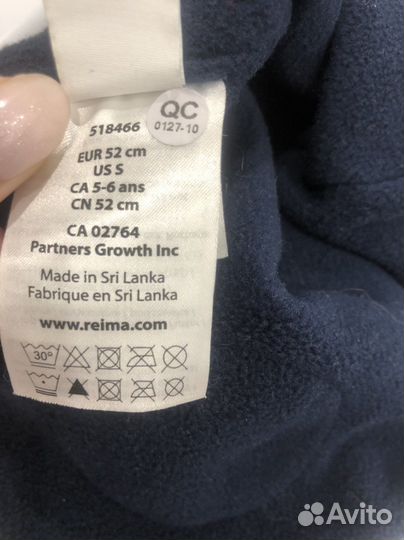 QC
0127-10
518466
EUR 52 cm
US S
CA 5-6 ans
CN 52 cm
CA 02764
Partners Growth Inc
Made in Sri Lanka
Fabrique en Sri Lanka
www.reima.com
30°
Avito